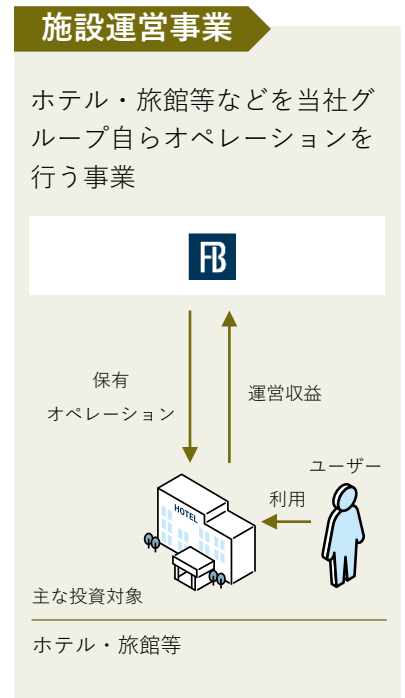 施設運営事業
ホテル・旅館等などを当社グ
ループ自らオペレーションを
行う事業
FB
保有
オペレーション
運営収益
ユーザー
利用
HOTEL
主な投資対象
ホテル・旅館等